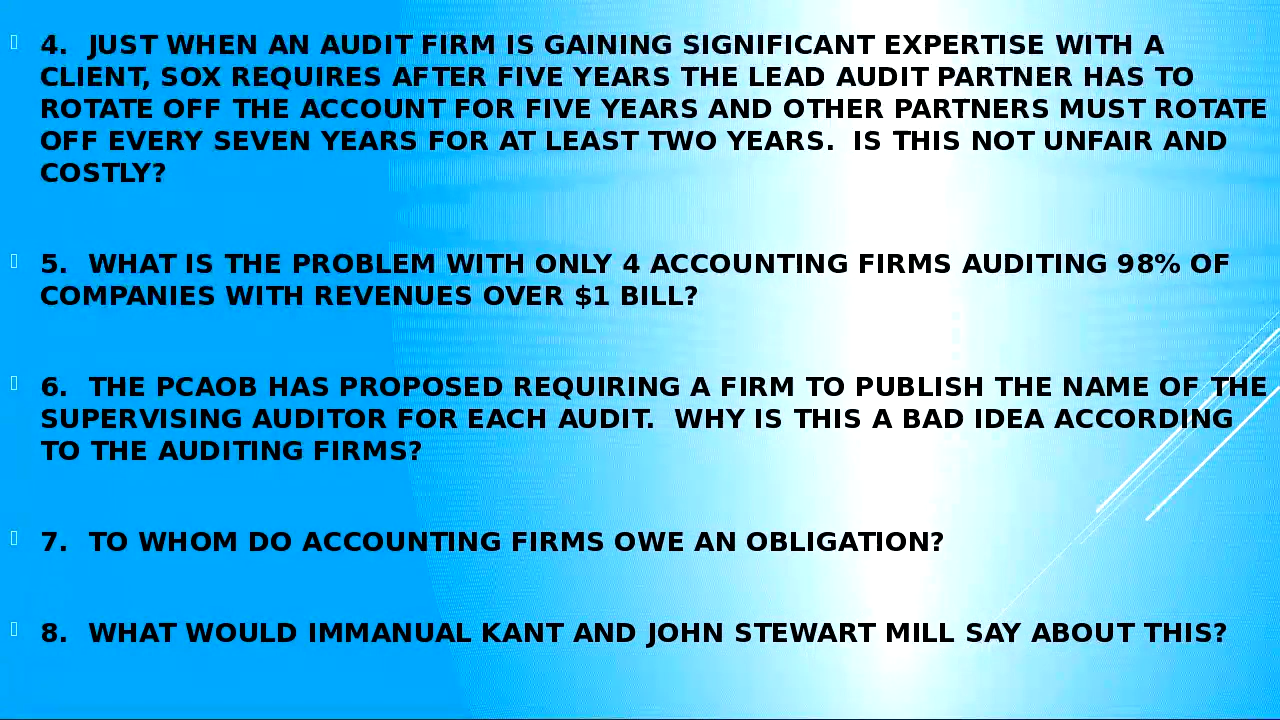 4. JUST WHEN AN AUDIT FIRM IS GAINING SIGNIFICANT EXPERTISE WITH A
CLIENT, SOX REQUIRES AFTER FIVE YEARS THE LEAD AUDIT PARTNER HAS TO
ROTATE OFF THE ACCOUNT FOR FIVE YEARS AND OTHER PARTNERS MUST ROTATE
OFF EVERY SEVEN YEARS FOR AT LEAST TWO YEARS. IS THIS NOT UNFAIR AND
COSTLY?
5. WHAT IS THE PROBLEM WITH ONLY 4 ACCOUNTING FIRMS AUDITING 98% OF
COMPANIES WITH REVENUES OVER $1 BILL?
6. THE PCAOB HAS PROPOSED REQUIRING A FIRM TO PUBLISH THE NAME OF THE
SUPERVISING AUDITOR FOR EACH AUDIT. WHY IS THIS A BAD IDEA ACCORDING
TO THE AUDITING FIRMS?
7. TO WHOM DO ACCOUNTING FIRMS OWE AN OBLIGATION?
8. WHAT WOULD IMMANUAL KANT AND JOHN STEWART MILL SAY ABOUT THIS?